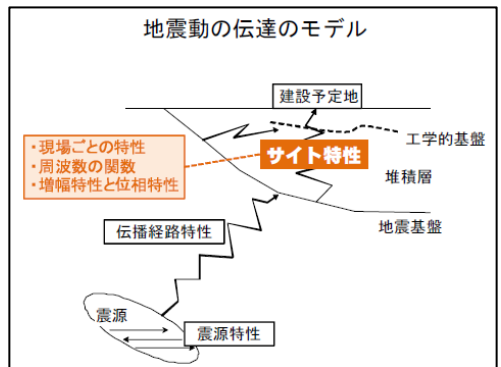 地震動の伝達のモデル
建設予定地
工学的基盤
・現場ごとの特性
・周波数の関数
・増幅特性と位相特性
サイト特性
堆積層
地震基盤
伝播経路特性
震源
震源特性